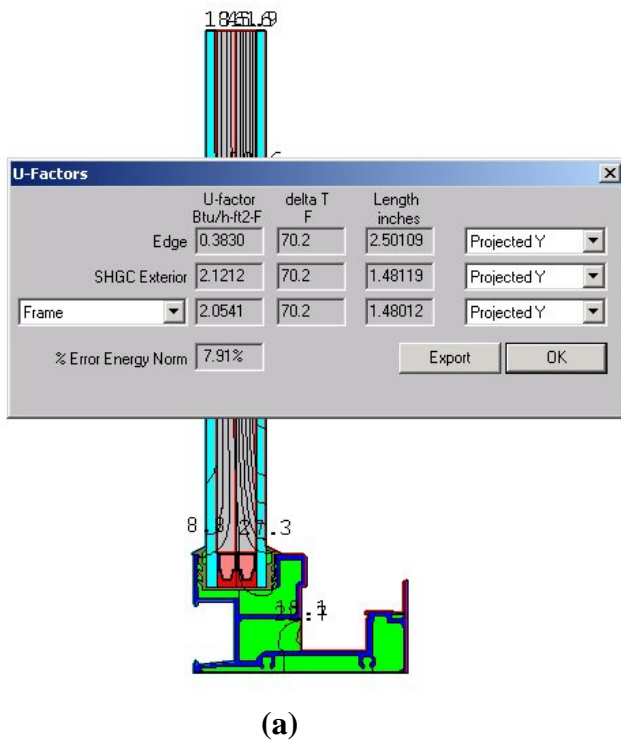 U-Factors
U-factor delta T Length
Btu/h-ft2-F F inches
Edge 0.3830 70.2 2.50109 Projected Y
SHGC Exterior 2.1212 70.2 1.48119 Projected Y
Frame 2.0541 70.2 1.48012 Projected Y
% Error Energy Norm 7.91% Export OK
27.3
(a)